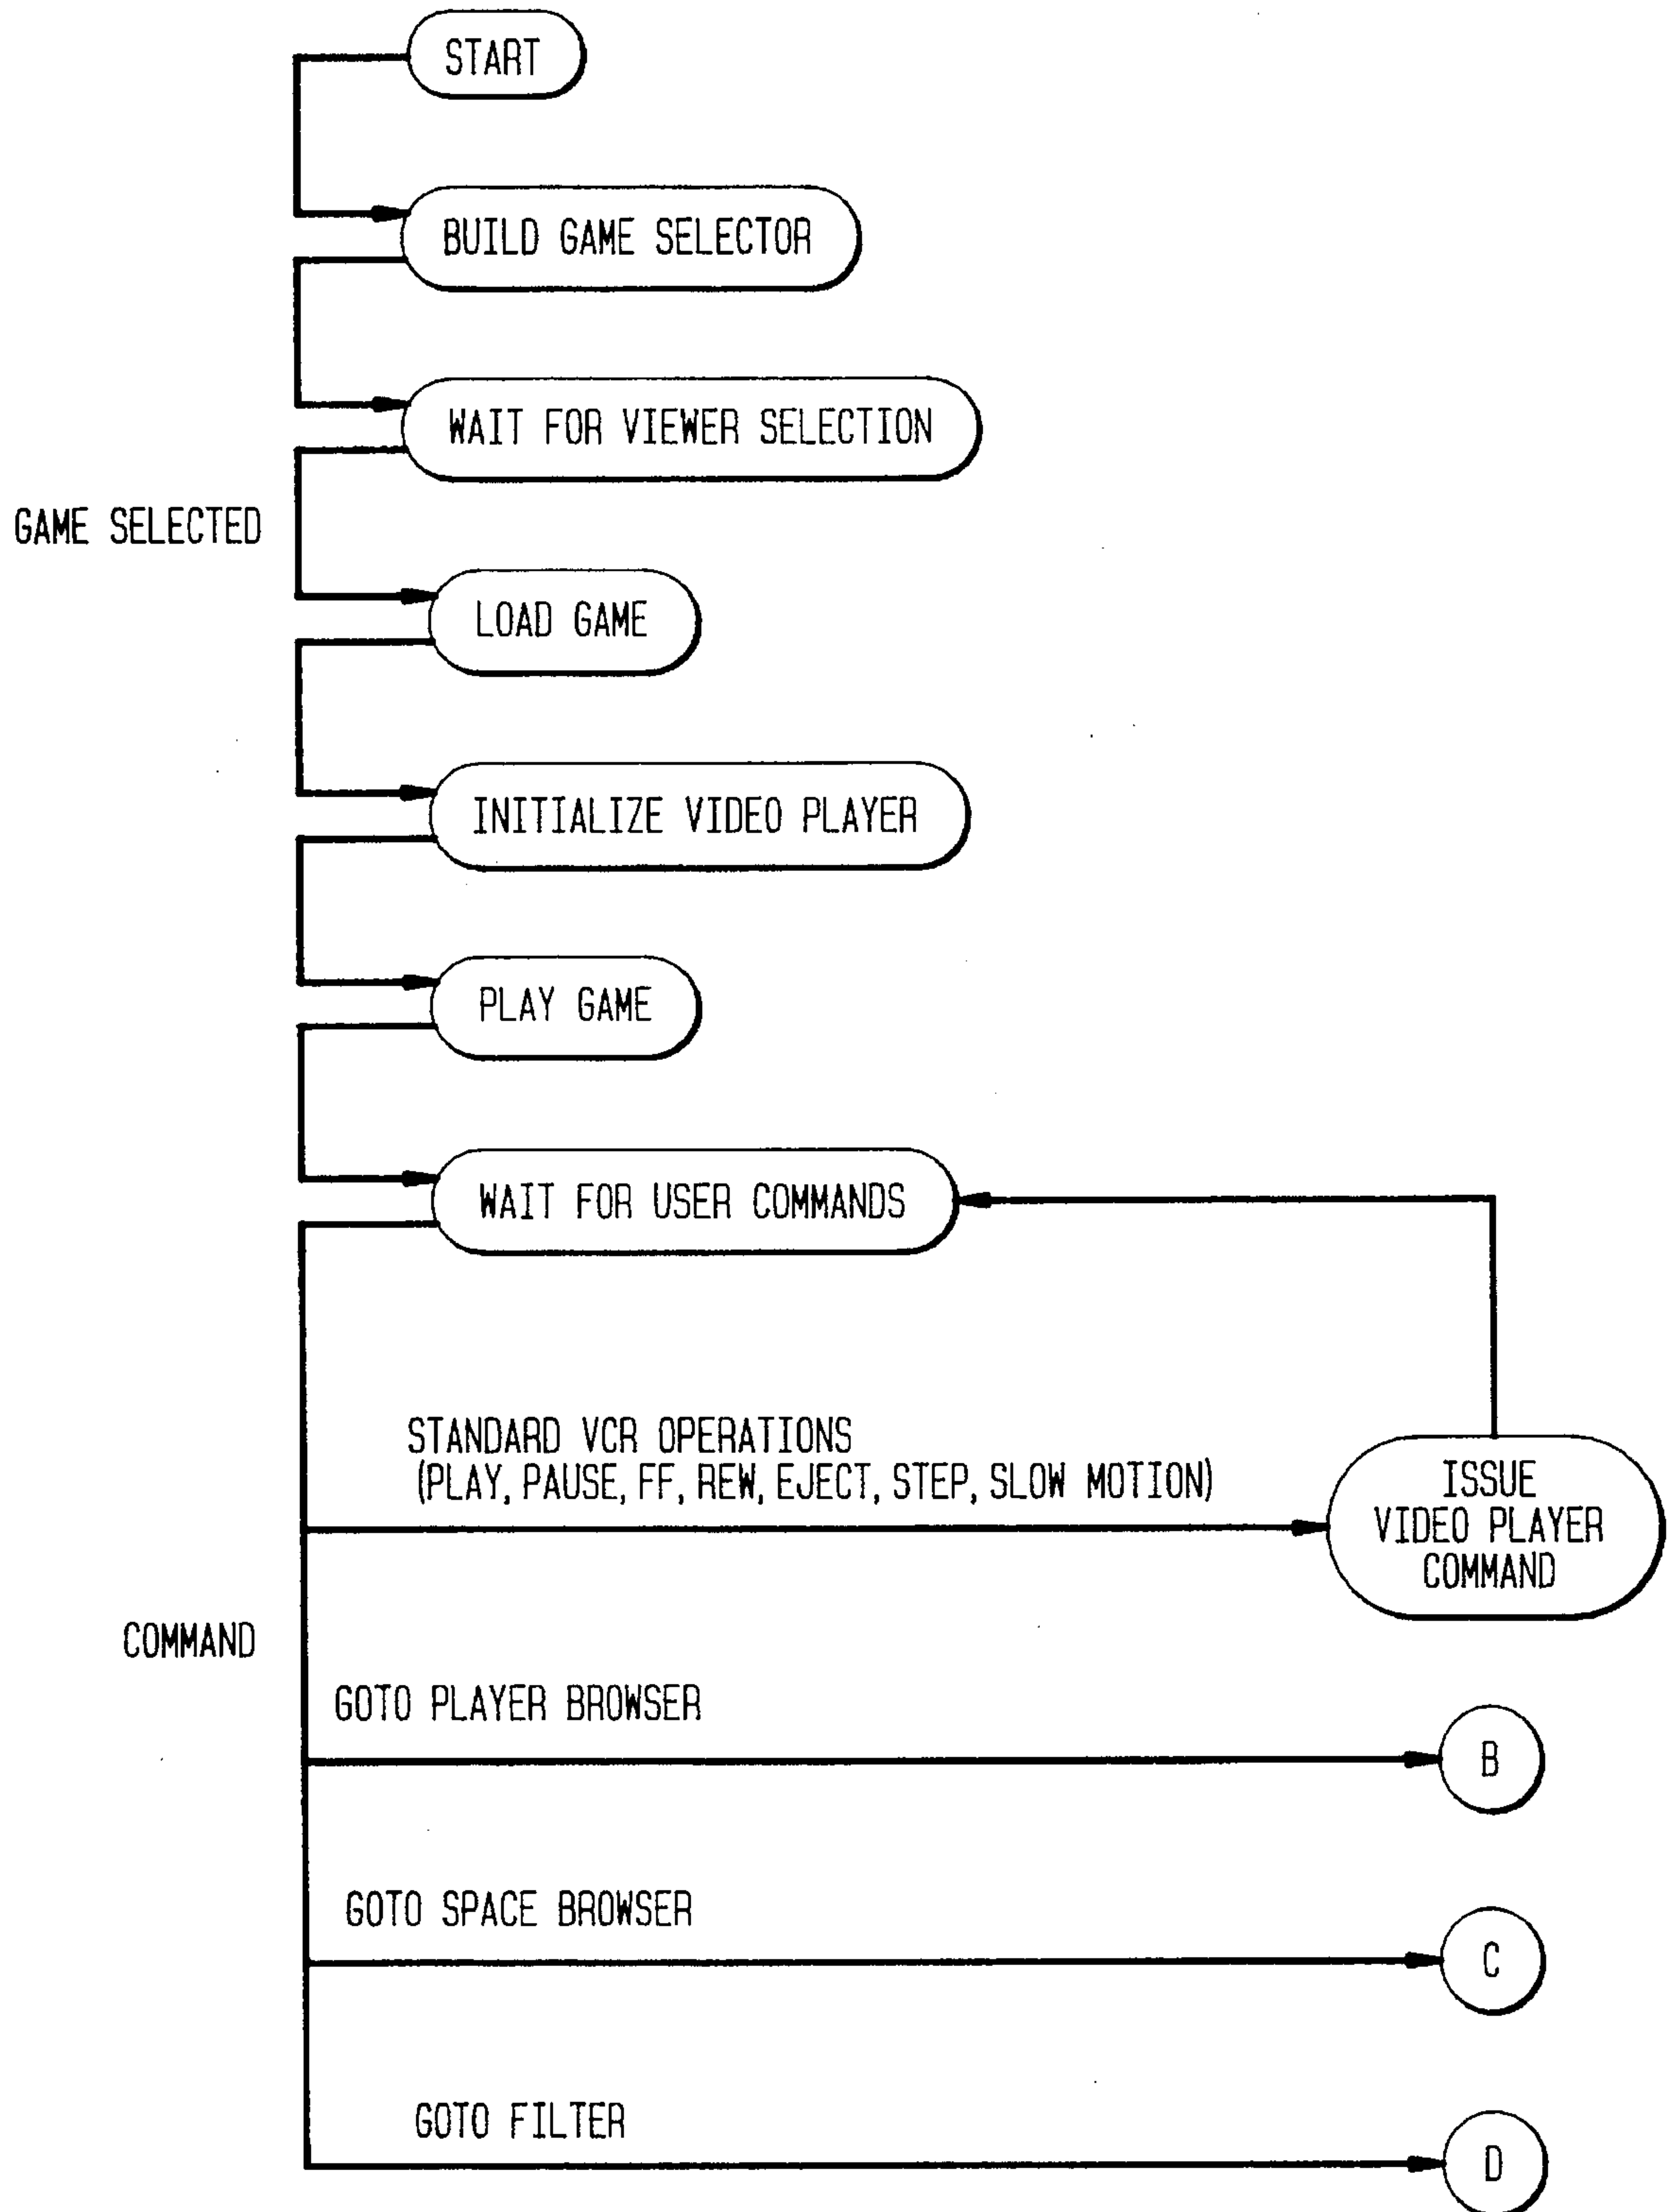 START
BUILD GAME SELECTOR
WAIT FOR VIEWER SELECTION
GAME SELECTED
LOAD GAME
INITIALIZE VIDEO PLAYER
PLAY GAME
WAIT FOR USER COMMANDS
STANDARD VCR OPERATIONS
(PLAY, PAUSE, FF, REW, EJECT, STEP, SLOW MOTION)
ISSUE
VIDEO PLAYER
COMMAND
COMMAND
GOTO PLAYER BROWSER
B
GOTO SPACE BROWSER
C
GOTO FILTER
D